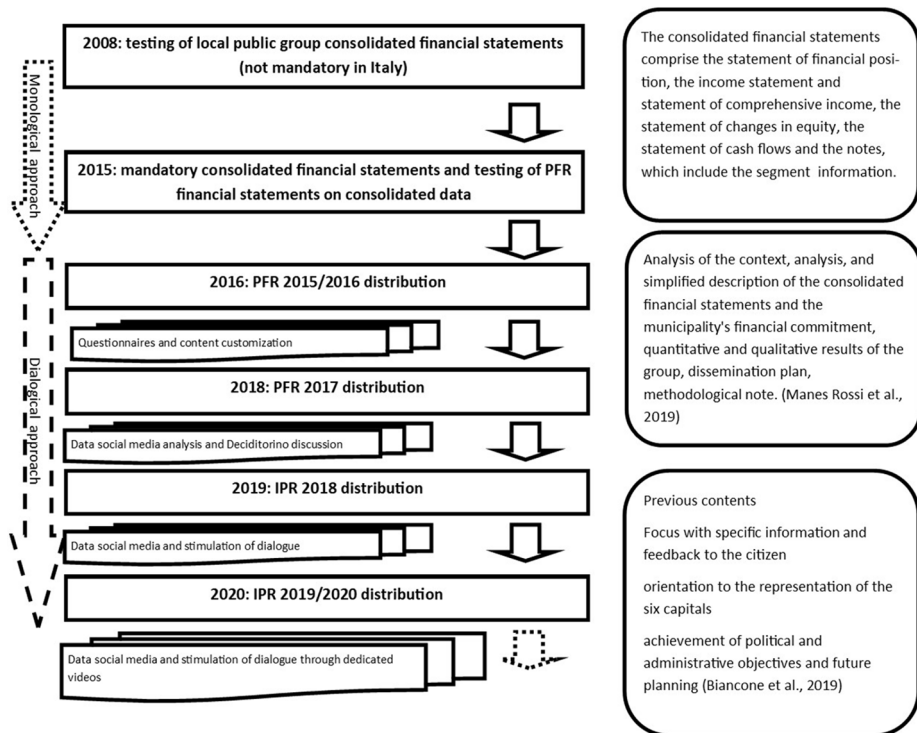 2008: testing of local public group consolidated financial statements
(not mandatory in Italy)
Monological approach
2015: mandatory consolidated financial statements and testing of PFR
financial statements on consolidated data
2016: PFR 2015/2016 distribution
Questionnaires and content customization
Dialogical approach
2018: PFR 2017 distribution
Data social media analysis and Deciditorino discussion
2019: IPR 2018 distribution
Data social media and stimulation of dialogue
2020: IPR 2019/2020 distribution
Data social media and stimulation of dialogue through dedicated
videos
The consolidated financial statements
comprise the statement of financial posi-
tion, the income statement and
statement of comprehensive income, the
statement of changes in equity, the
statement of cash flows and the notes,
which include the segment information.
Analysis of the context, analysis, and
simplified description of the consolidated
financial statements and the
municipality's financial commitment,
quantitative and qualitative results of the
group, dissemination plan,
methodological note. (Manes Rossi et al.,
2019)
Previous contents
Focus with specific information and
feedback to the citizen
orientation to the representation of the
six capitals
achievement of political and
administrative objectives and future
planning (Biancone et al., 2019)